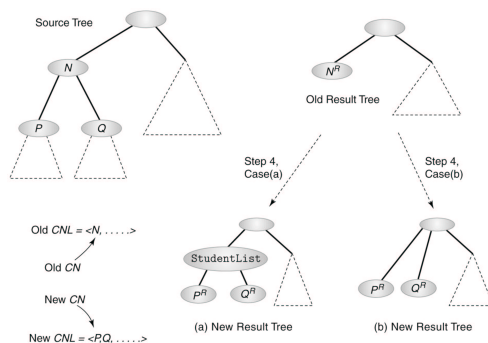 Source Tree
N
P
Q
Old CNL = <N, . . . . .>
Old CN
New CN
New CNL = <P,Q, . . . . .>
N^R
Old Result Tree
Step 4,
Case(a)
Step 4,
Case(b)
StudentList
P^R
Q^R
(a) New Result Tree
P^R
Q^R
(b) New Result Tree